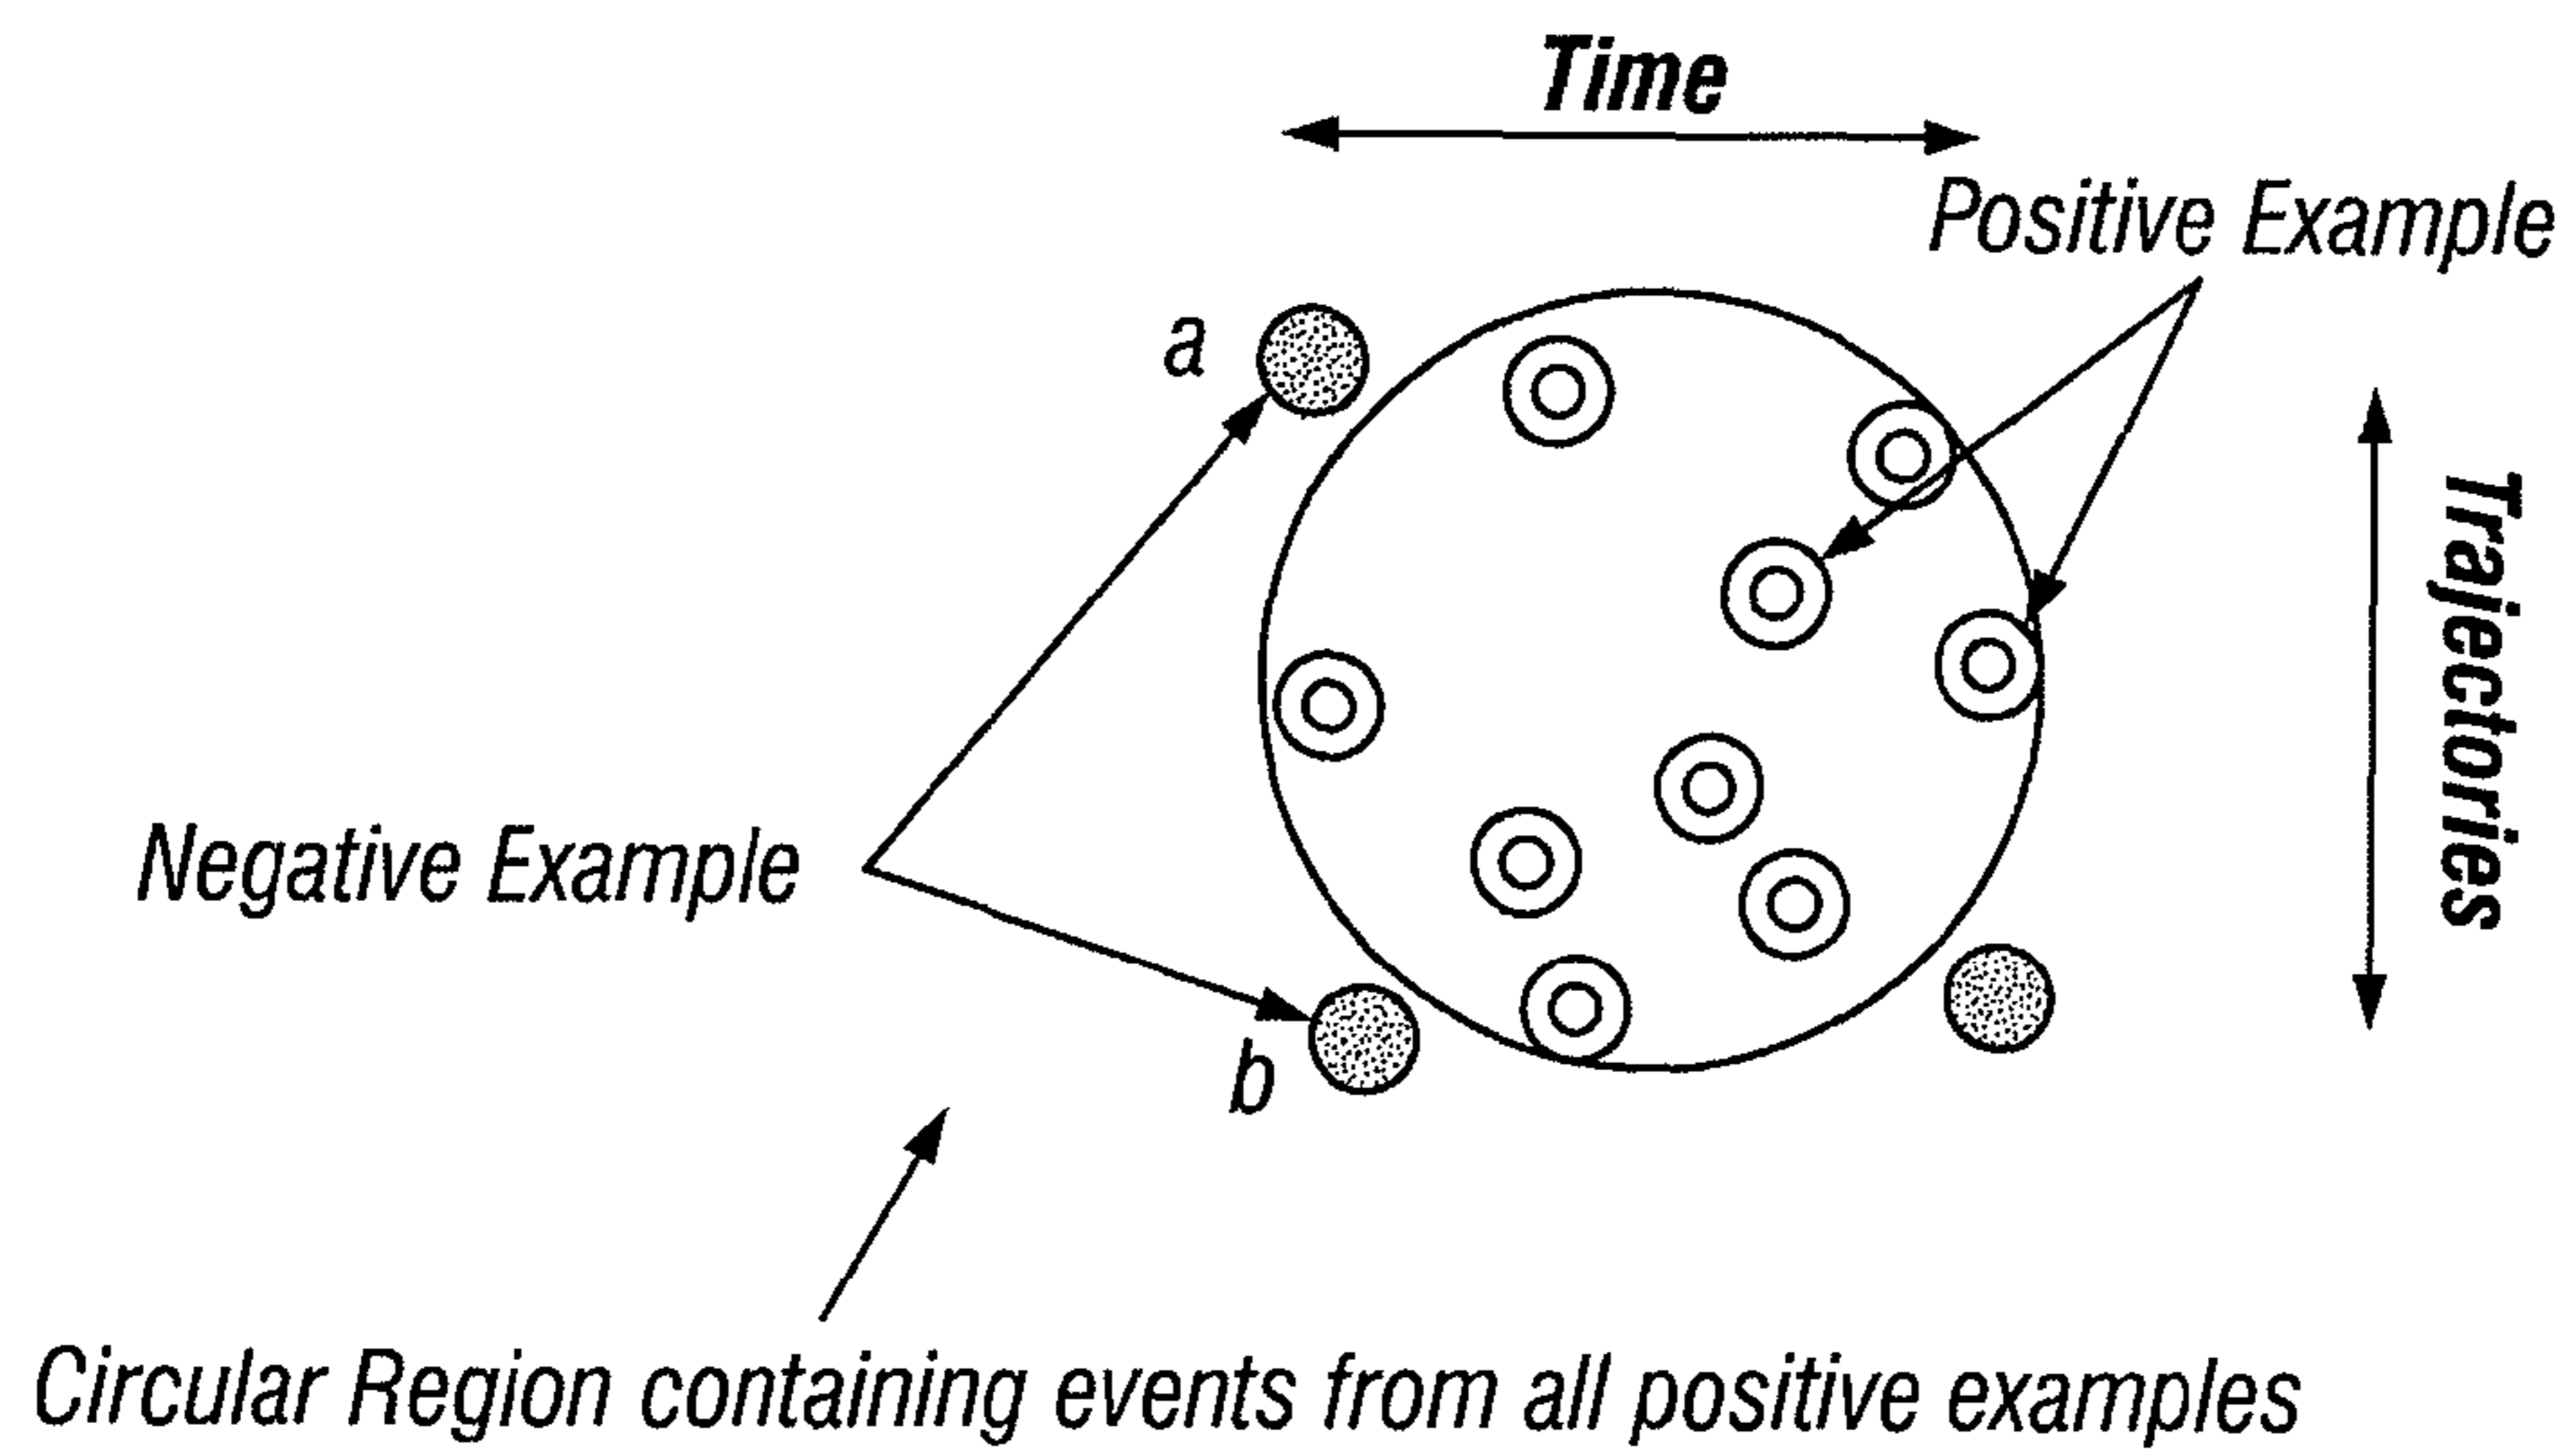 Time
Positive Example
a
Trajectories
Negative Example
b
Circular Region containing events from all positive examples